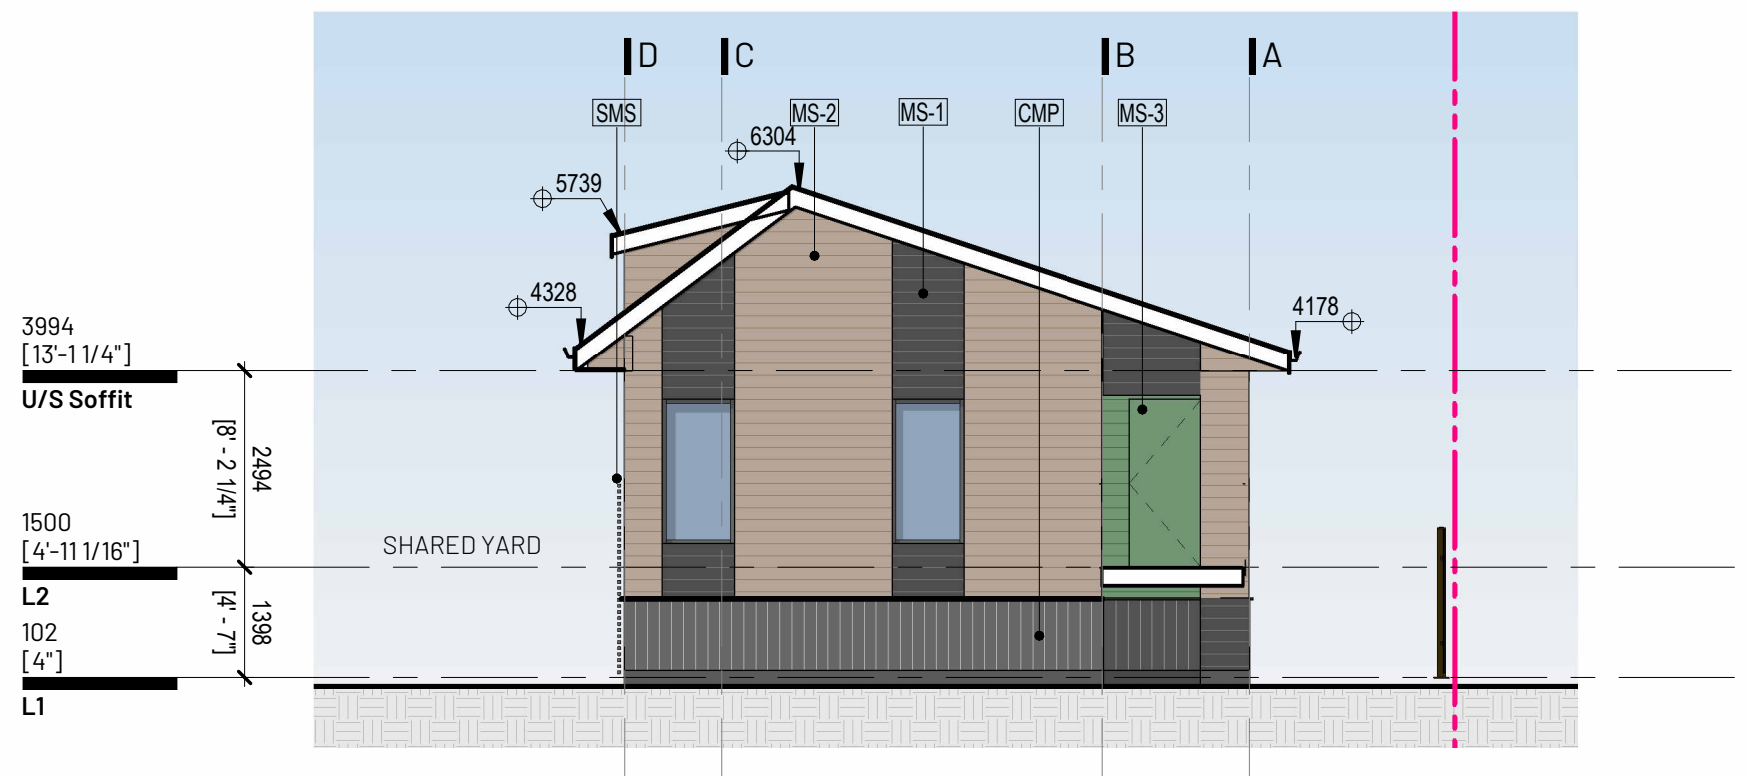 D
C
B
A
SMS
MS-2
MS-1
CMP
MS-3
6304
5739
4328
4178
3994
[13'-1 1/4"]
U/S Soffit
2494
[8' - 2 1/4"]
1500
[4'-11 1/16"]
SHARED YARD
L2
1398
[4' - 7"]
102
[4"]
L1